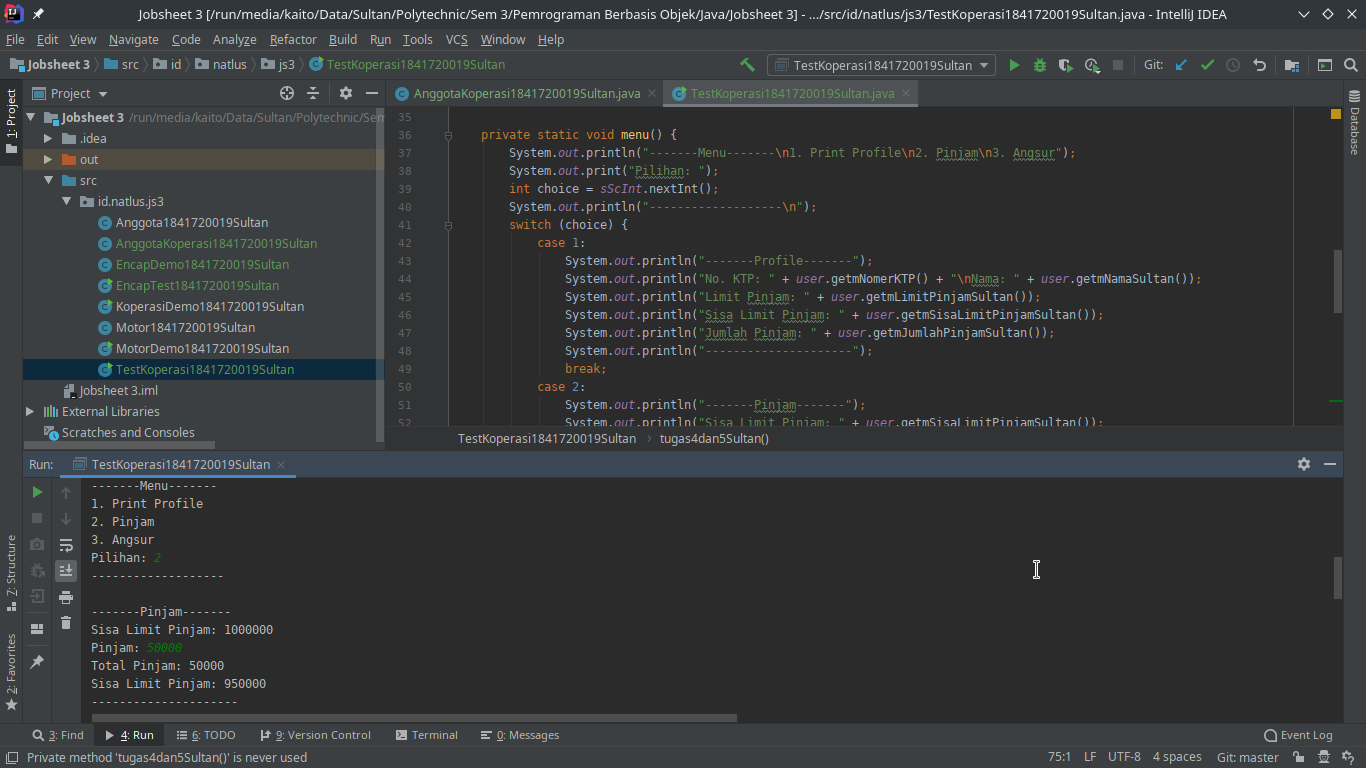 Jobsheet 3 [/run/media/kaito/Data/Sultan/Polytechnic/Sem 3/Pemrograman Berbasis Objek/Java/Jobsheet 3] - .../src/id/natlus/js3/TestKoperasi1841720019Sultan.java - IntelliJ IDEA
File Edit View Navigate Code Analyze Refactor Build Run Tools VCS Window Help
Jobsheet 3 src id natlus js3 TestKoperasi1841720019Sultan TestKoperasi1841720019Sultan Git:
1: Project
Project
AnggotaKoperasi1841720019Sultan.java TestKoperasi1841720019Sultan.java
Database
Jobsheet 3 /run/media/kaito/Data/Sultan/Polytechnic/Sem
.idea
out
src
id.natlus.js3
Anggota1841720019Sultan
AnggotaKoperasi1841720019Sultan
EncapDemo1841720019Sultan
EncapTest1841720019Sultan
KoperasiDemo1841720019Sultan
Motor1841720019Sultan
MotorDemo1841720019Sultan
TestKoperasi1841720019Sultan
Jobsheet 3.iml
External Libraries
Scratches and Consoles
35
36 private static void menu() {
37 System.out.println("-------Menu-------\n1. Print Profile\n2. Pinjam\n3. Angsur");
38 System.out.print("Pilihan: ");
39 int choice = sScInt.nextInt();
40 System.out.println("-------------------\n");
41 switch (choice) {
42 case 1:
43 System.out.println("-------Profile-------");
44 System.out.println("No. KTP: " + user.getmNomerKTP() + "\nNama: " + user.getmNamaSultan());
45 System.out.println("Limit Pinjam: " + user.getmLimitPinjamSultan());
46 System.out.println("Sisa Limit Pinjam: " + user.getmSisaLimitPinjamSultan());
47 System.out.println("Jumlah Pinjam: " + user.getmJumlahPinjamSultan());
48 System.out.println("---------------------");
49 break;
50 case 2:
51 System.out.println("-------Pinjam-------");
52 System.out.println("Sisa Limit Pinjam: " + user.getmSisaLimitPinjamSultan());
TestKoperasi1841720019Sultan tugas4dan5Sultan()
Run: TestKoperasi1841720019Sultan
-------Menu-------
1. Print Profile
2. Pinjam
3. Angsur
Pilihan: 2
-------------------
-------Pinjam-------
Sisa Limit Pinjam: 1000000
Pinjam: 50000
Total Pinjam: 50000
Sisa Limit Pinjam: 950000
---------------------
7: Structure
2: Favorites
3: Find 4: Run 6: TODO 9: Version Control Terminal 0: Messages Event Log
Private method 'tugas4dan5Sultan()' is never used 75:1 LF UTF-8 4 spaces Git: master